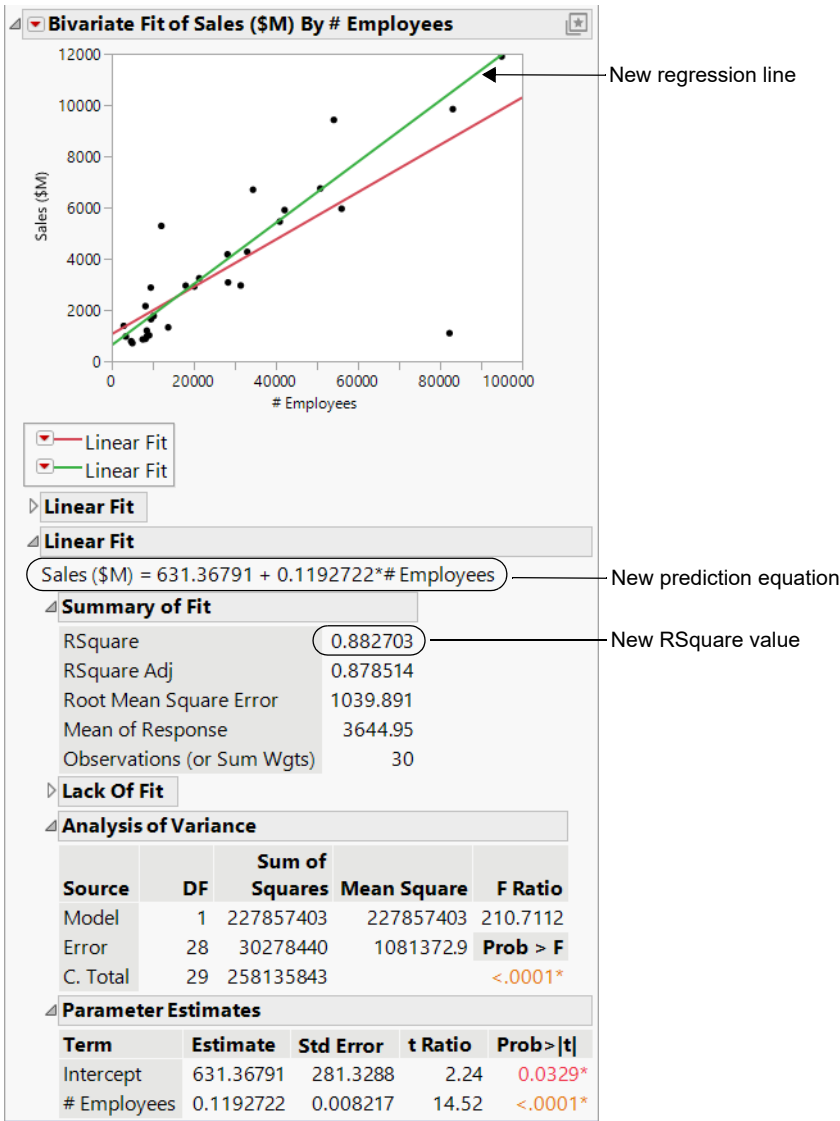 Bivariate Fit of Sales ($M) By # Employees
12000
10000
8000
6000
4000
2000
0
Sales ($M)
0 20000 40000 60000 80000 100000
# Employees
New regression line
Linear Fit
Linear Fit
Linear Fit
Linear Fit
Sales ($M) = 631.36791 + 0.1192722*# Employees
New prediction equation
Summary of Fit
RSquare 0.882703
New RSquare value
RSquare Adj 0.878514
Root Mean Square Error 1039.891
Mean of Response 3644.95
Observations (or Sum Wgts) 30
Lack Of Fit
Analysis of Variance
Sum of
Source DF Squares Mean Square F Ratio
Model 1 227857403 227857403 210.7112
Error 28 30278440 1081372.9 Prob > F
C. Total 29 258135843 <.0001*
Parameter Estimates
Term Estimate Std Error t Ratio Prob>|t|
Intercept 631.36791 281.3288 2.24 0.0329*
# Employees 0.1192722 0.008217 14.52 <.0001*